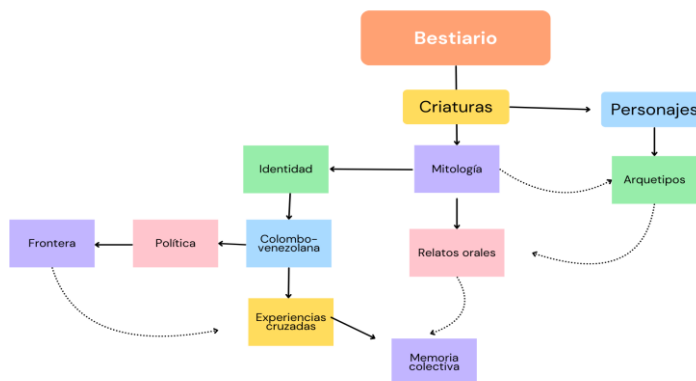 Bestiario
Criaturas
Personajes
Identidad
Mitología
Arquetipos
Frontera
Política
Colombo-
venezolana
Relatos orales
Experiencias
cruzadas
Memoria
colectiva